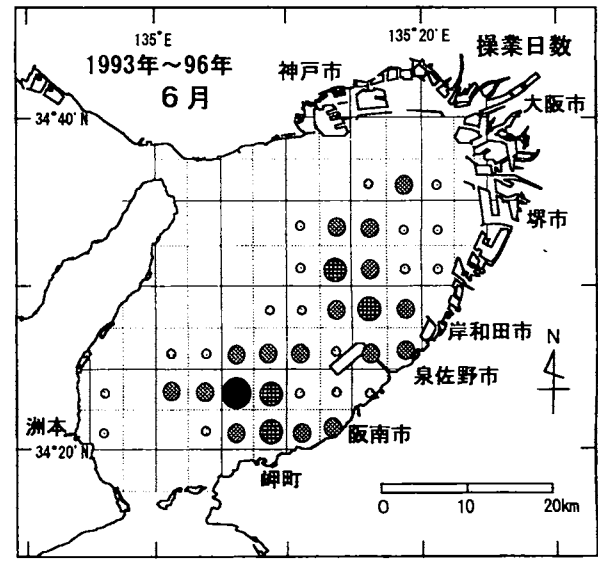 135°E
135°20'E
操業日数
1993年～96年
6月
神戸市
大阪市
34°40' N
堺市
岸和田市
N
泉佐野市
洲本
阪南市
34°20' N
岬町
0 10 20km